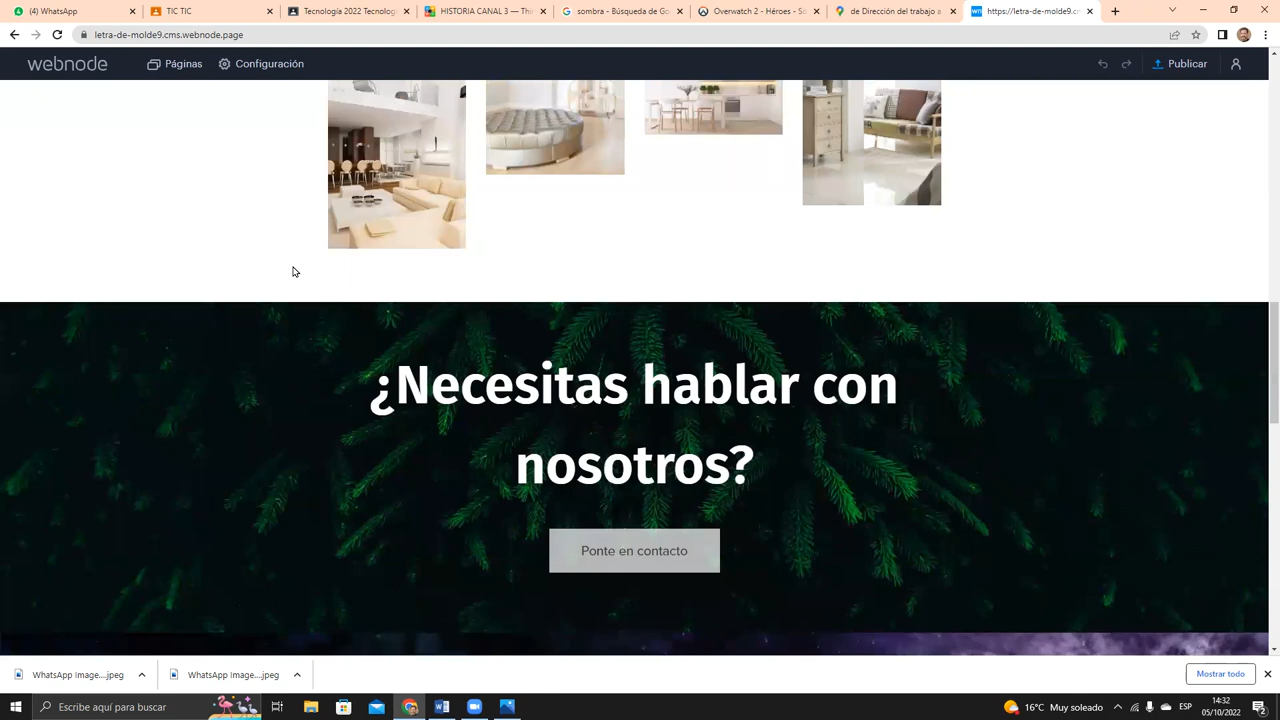 (4) WhatsApp
TIC TIC
Tecnología 2022 Tecnolog
HISTORIA CANAL 3 — Thi
sombra - Búsqueda de Go
Overwatch 2 - Héroes - So
de Dirección del trabajo a
https://letra-de-molde9.cm
letra-de-molde9.cms.webnode.page
webnode
Páginas
Configuración
Publicar
¿Necesitas hablar con
nosotros?
Ponte en contacto
WhatsApp Image....jpeg
WhatsApp Image....jpeg
Mostrar todo
Escribe aquí para buscar
16°C Muy soleado
ESP
14:32
05/10/2022
2